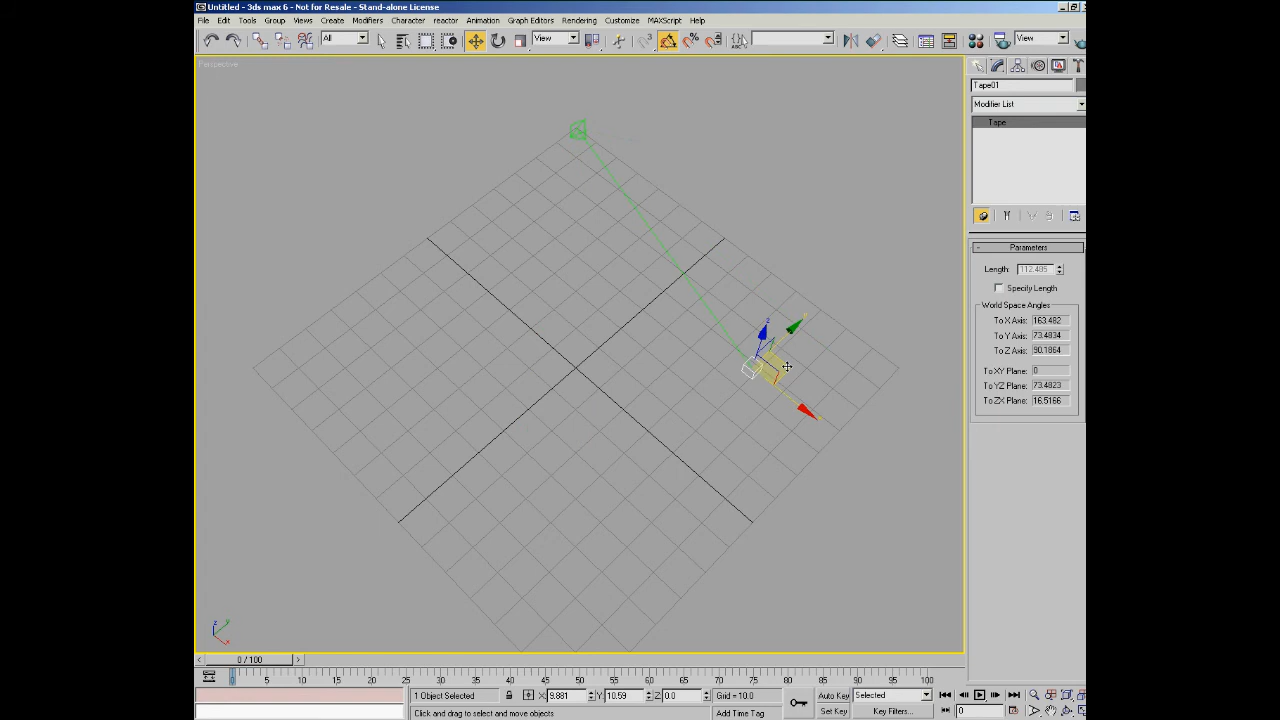 Untitled - 3ds max 6 - Not for Resale - Stand-alone License
File Edit Tools Group Views Create Modifiers Character reactor Animation Graph Editors Rendering Customize MAXScript Help
All View View
Perspective
Tape01
Modifier List
Tape
Parameters
Length: 112.485
Specify Length
World Space Angles
To X Axis: 163.482
To Y Axis: 73.4834
To Z Axis: 90.1864
To XY Plane: 0
To YZ Plane: 73.4823
To ZX Plane: 16.5166
z
y
x
0 / 100
0 5 10 15 20 25 30 35 40 45 50 55 60 65 70 75 80 85 90 95 100
1 Object Selected X: 9.881 Y: 10.59 Z: 0.0 Grid = 10.0 Auto Key Selected
Click and drag to select and move objects Add Time Tag Set Key Key Filters... 0